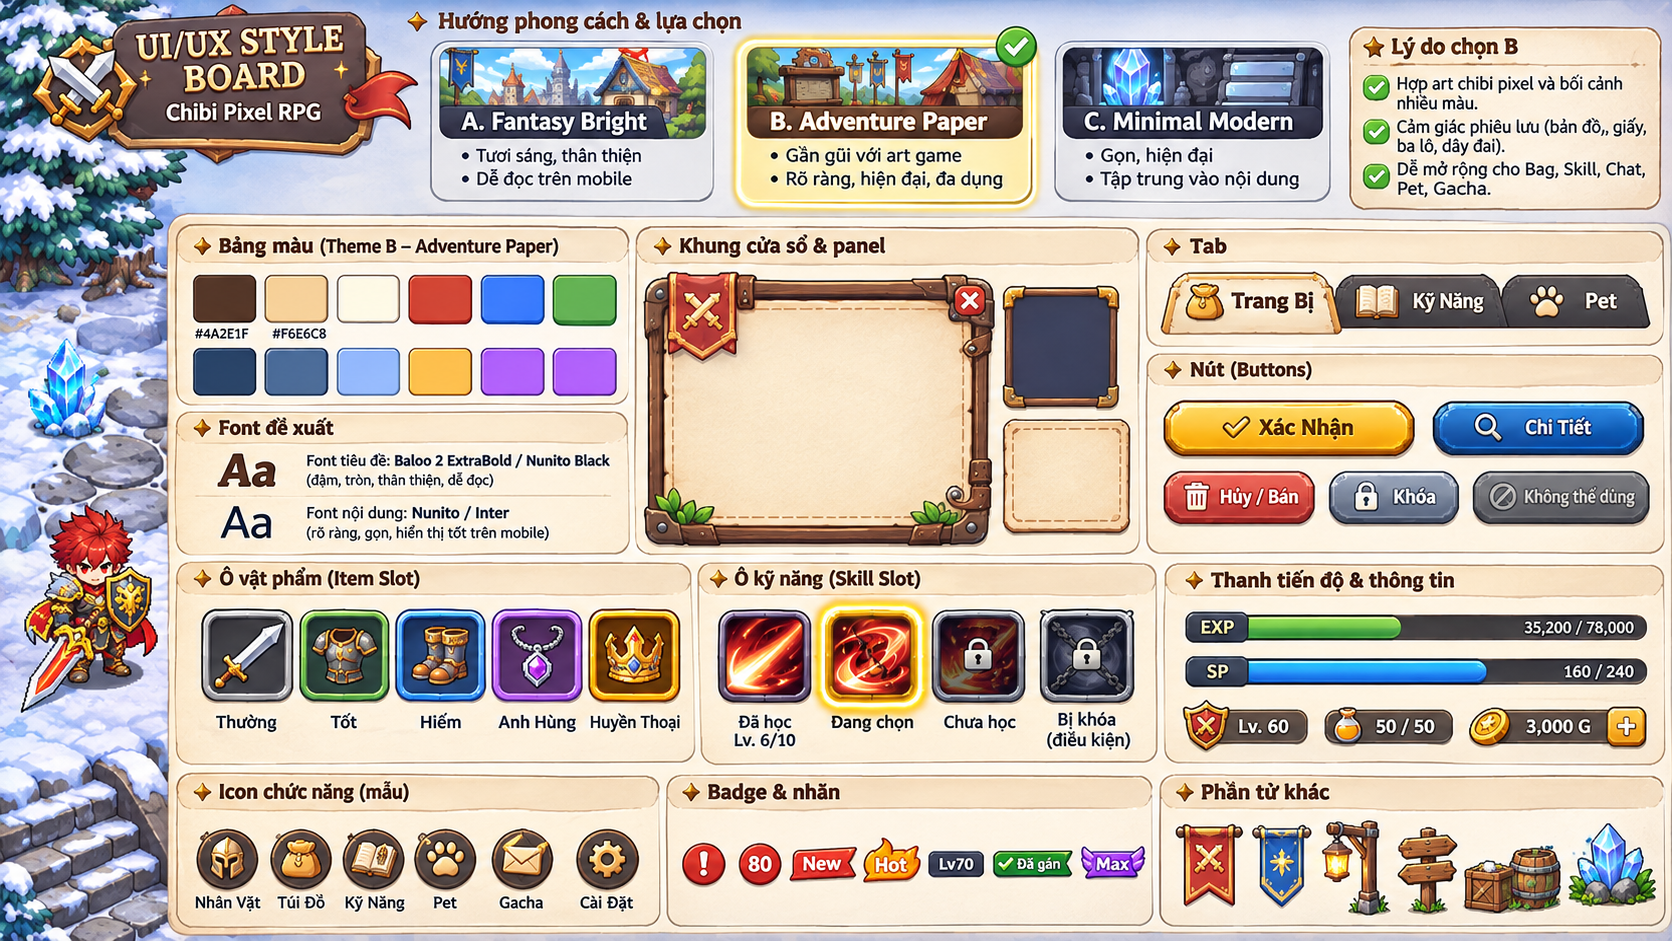 UI/UX STYLE
BOARD
Chibi Pixel RPG
Hướng phong cách & lựa chọn
A. Fantasy Bright
• Tươi sáng, thân thiện
• Dễ đọc trên mobile
B. Adventure Paper
• Gần gũi với art game
• Rõ ràng, hiện đại, đa dụng
C. Minimal Modern
• Gọn, hiện đại
• Tập trung vào nội dung
Lý do chọn B
Hợp art chibi pixel và bối cảnh
nhiều màu.
Cảm giác phiêu lưu (bản đồ,, giấy,
ba lô, dây đai).
Dễ mở rộng cho Bag, Skill, Chat,
Pet, Gacha.
Bảng màu (Theme B – Adventure Paper)
#4A2E1F
#F6E6C8
Font đề xuất
Aa
Font tiêu đề: Baloo 2 ExtraBold / Nunito Black
(đậm, tròn, thân thiện, dễ đọc)
Aa
Font nội dung: Nunito / Inter
(rõ ràng, gọn, hiển thị tốt trên mobile)
Khung cửa sổ & panel
Tab
Trang Bị
Kỹ Năng
Pet
Nút (Buttons)
Xác Nhận
Chi Tiết
Hủy / Bán
Khóa
Không thể dùng
Ô vật phẩm (Item Slot)
Thường
Tốt
Hiếm
Anh Hùng
Huyền Thoại
Ô kỹ năng (Skill Slot)
Đã học
Lv. 6/10
Đang chọn
Chưa học
Bị khóa
(điều kiện)
Thanh tiến độ & thông tin
EXP
35,200 / 78,000
SP
160 / 240
Lv. 60
50 / 50
3,000 G
Icon chức năng (mẫu)
Nhân Vật
Túi Đồ
Kỹ Năng
Pet
Gacha
Cài Đặt
Badge & nhãn
!
80
New
Hot
Lv70
Đã gán
Max
Phần tử khác